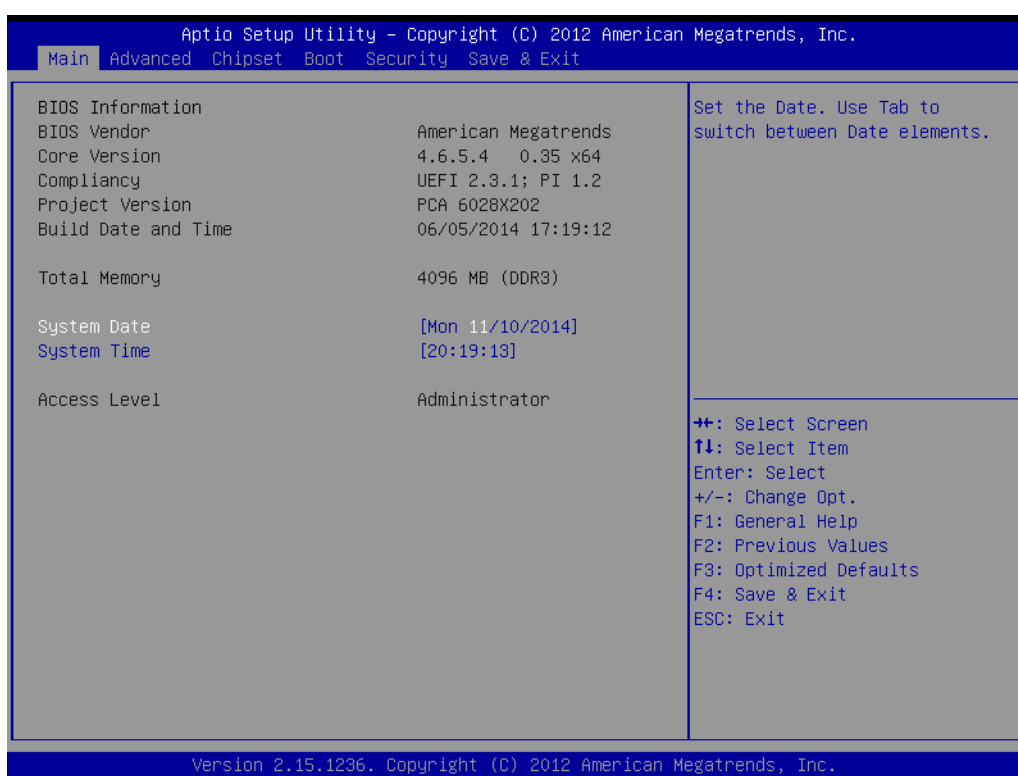 Aptio Setup Utility – Copyright (C) 2012 American Megatrends, Inc.
Main Advanced Chipset Boot Security Save & Exit
BIOS Information
BIOS Vendor American Megatrends
Core Version 4.6.5.4 0.35 x64
Compliancy UEFI 2.3.1; PI 1.2
Project Version PCA 6028X202
Build Date and Time 06/05/2014 17:19:12
Total Memory 4096 MB (DDR3)
System Date [Mon 11/10/2014]
System Time [20:19:13]
Access Level Administrator
Set the Date. Use Tab to
switch between Date elements.
→←: Select Screen
↑↓: Select Item
Enter: Select
+/-: Change Opt.
F1: General Help
F2: Previous Values
F3: Optimized Defaults
F4: Save & Exit
ESC: Exit
Version 2.15.1236. Copyright (C) 2012 American Megatrends, Inc.